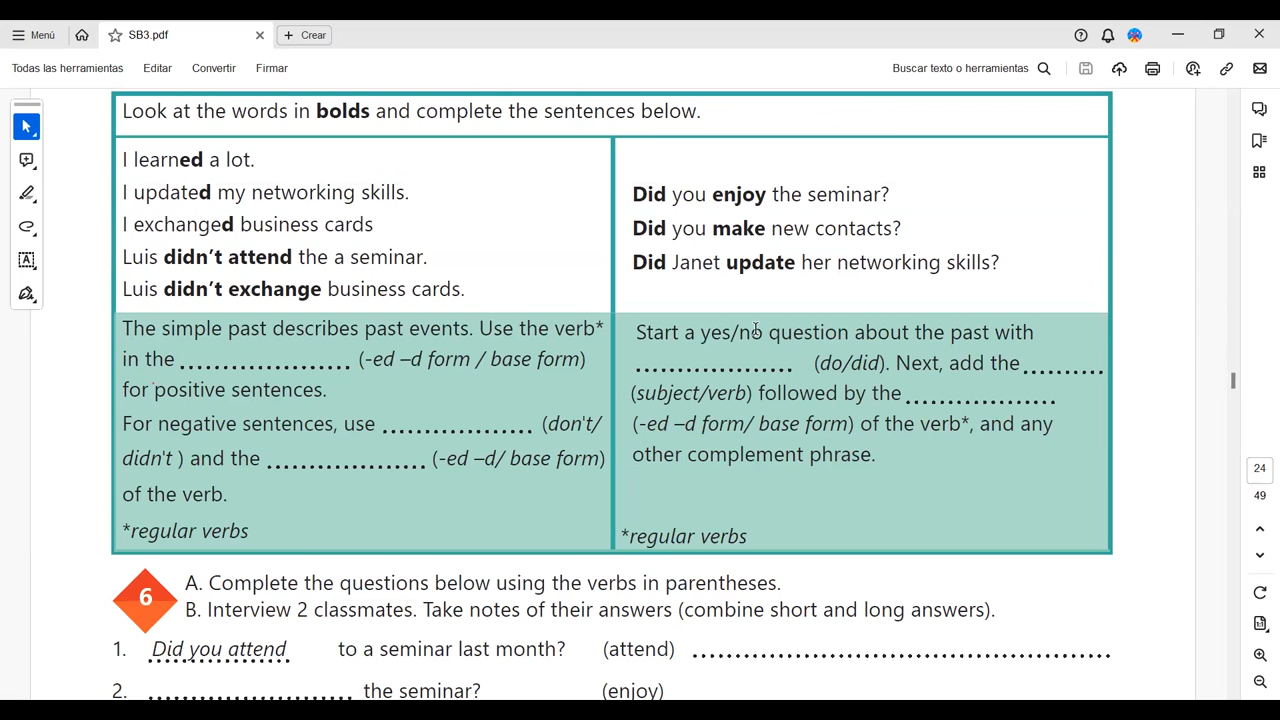 Menú
SB3.pdf
Crear
Todas las herramientas
Editar
Convertir
Firmar
Buscar texto o herramientas
Look at the words in bolds and complete the sentences below.
I learned a lot.
I updated my networking skills.
I exchanged business cards
Luis didn’t attend the a seminar.
Luis didn’t exchange business cards.
Did you enjoy the seminar?
Did you make new contacts?
Did Janet update her networking skills?
The simple past describes past events. Use the verb*
in the .................... (-ed –d form / base form)
for positive sentences.
For negative sentences, use .................. (don't/
didn't ) and the .................. (-ed –d/ base form)
of the verb.
*regular verbs
Start a yes/no question about the past with
.................. (do/did). Next, add the .........
(subject/verb) followed by the .................
(-ed –d form/ base form) of the verb*, and any
other complement phrase.
*regular verbs
24
49
6
A. Complete the questions below using the verbs in parentheses.
B. Interview 2 classmates. Take notes of their answers (combine short and long answers).
1. Did you attend to a seminar last month? (attend) ..................................................
2. ........................ the seminar? (enjoy)